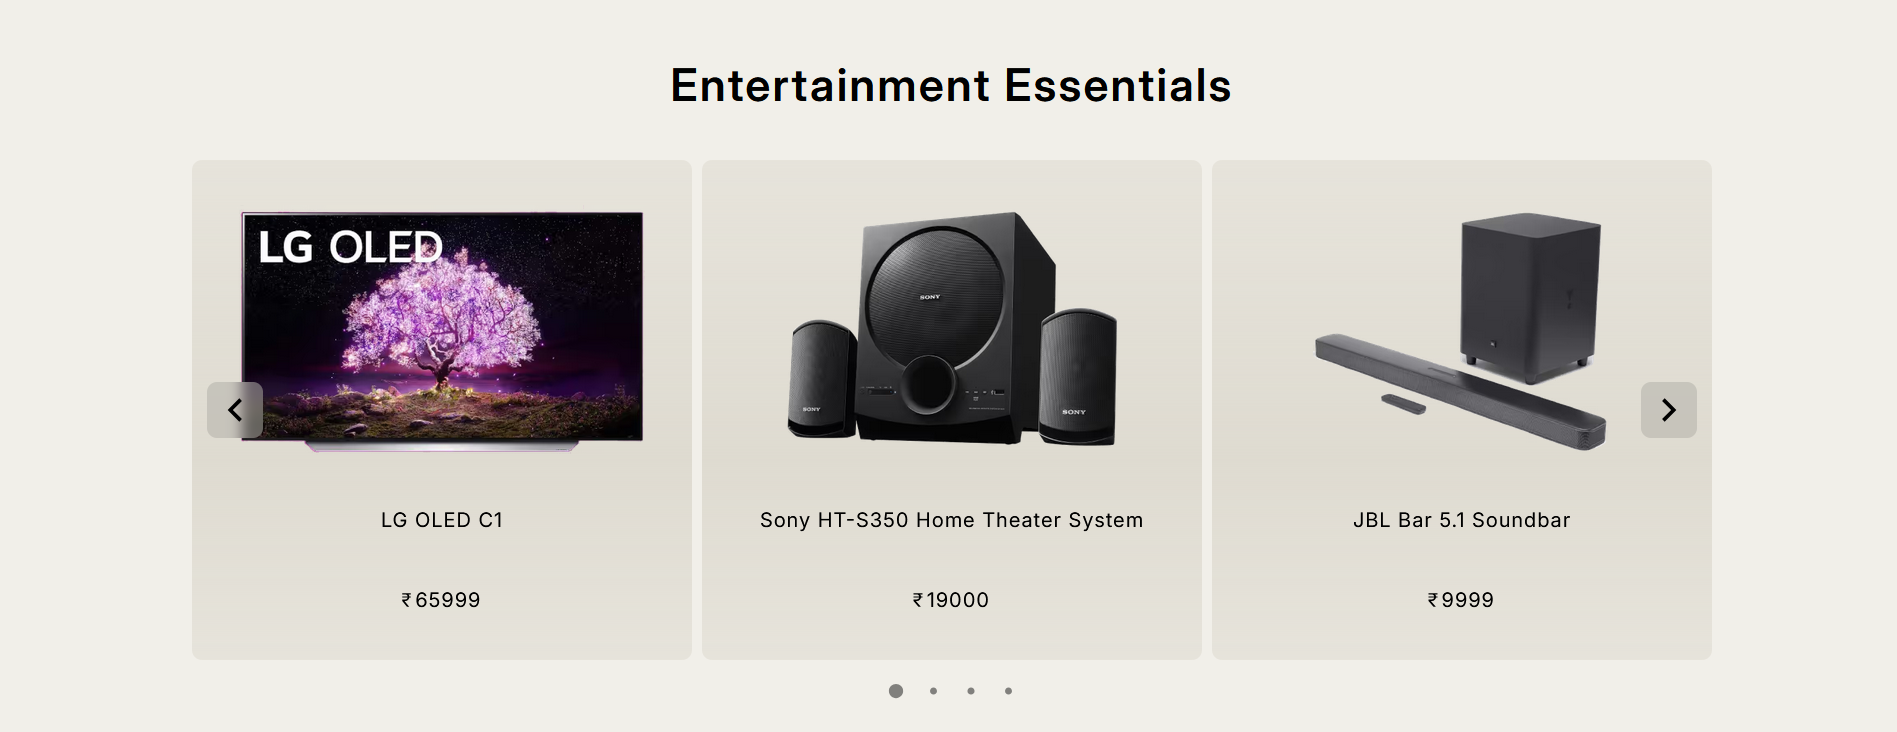 Entertainment Essentials
LG OLED
SONY
SONY
SONY
LG OLED C1
Sony HT-S350 Home Theater System
JBL Bar 5.1 Soundbar
₹65999
₹19000
₹9999